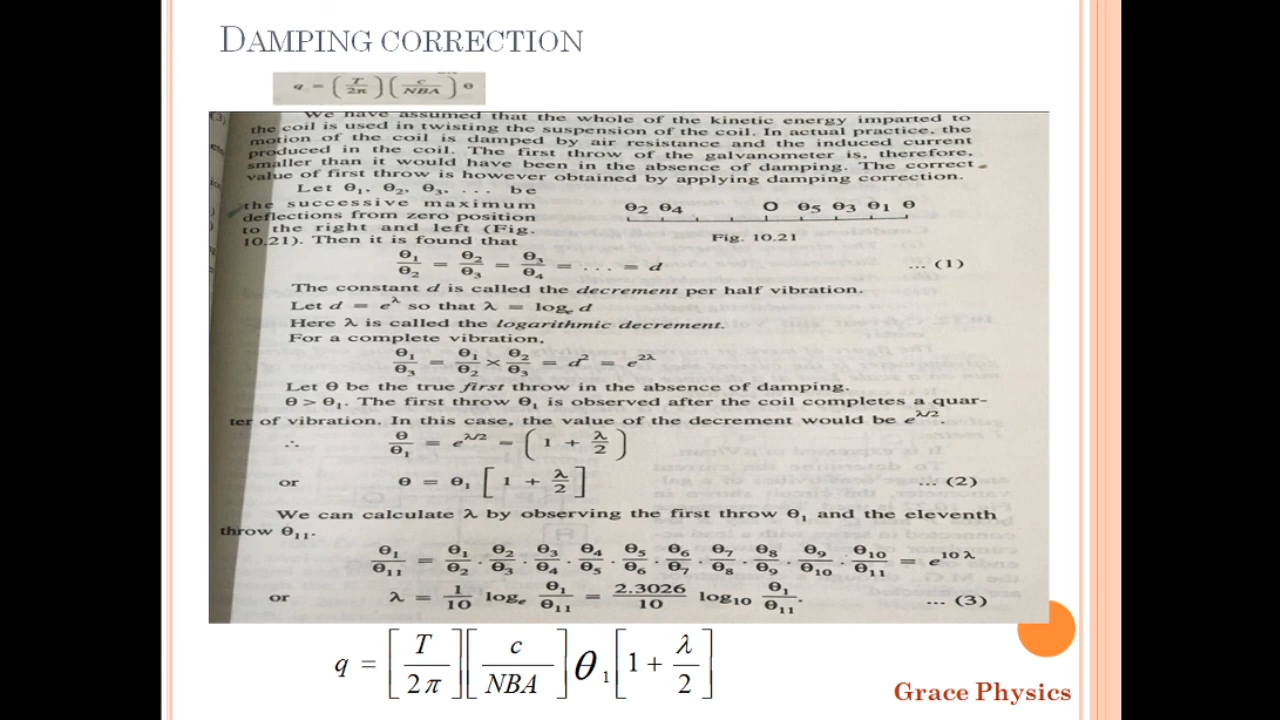 DAMPING CORRECTION
q = (T/2π)(c/NBA) θ
We have assumed that the whole of the kinetic energy imparted to
the coil is used in twisting the suspension of the coil. In actual practice, the
motion of the coil is damped by air resistance and the induced current
produced in the coil. The first throw of the galvanometer is, therefore,
smaller than it would have been in the absence of damping. The correct
value of first throw is however obtained by applying damping correction.
Let θ₁, θ₂, θ₃, . . . be
the successive maximum
deflections from zero position
to the right and left (Fig.
10.21). Then it is found that
θ₂ θ₄ O θ₅ θ₃ θ₁ θ
Fig. 10.21
θ₁/θ₂ = θ₂/θ₃ = θ₃/θ₄ = . . . = d ... (1)
The constant d is called the decrement per half vibration.
Let d = e^λ so that λ = logₑ d
Here λ is called the logarithmic decrement.
For a complete vibration,
θ₁/θ₃ = θ₁/θ₂ × θ₂/θ₃ = d² = e^2λ
Let θ be the true first throw in the absence of damping.
θ > θ₁. The first throw θ₁ is observed after the coil completes a quar-
ter of vibration. In this case, the value of the decrement would be e^λ/2.
∴ θ/θ₁ = e^λ/2 = (1 + λ/2)
or θ = θ₁ [1 + λ/2] ... (2)
We can calculate λ by observing the first throw θ₁ and the eleventh
throw θ₁₁.
θ₁/θ₁₁ = θ₁/θ₂ · θ₂/θ₃ · θ₃/θ₄ · θ₄/θ₅ · θ₅/θ₆ · θ₆/θ₇ · θ₇/θ₈ · θ₈/θ₉ · θ₉/θ₁₀ · θ₁₀/θ₁₁ = e^10λ
or λ = 1/10 logₑ θ₁/θ₁₁ = 2.3026/10 log₁₀ θ₁/θ₁₁. ... (3)
q = [T/2π][c/NBA] θ₁ [1 + λ/2]
Grace Physics